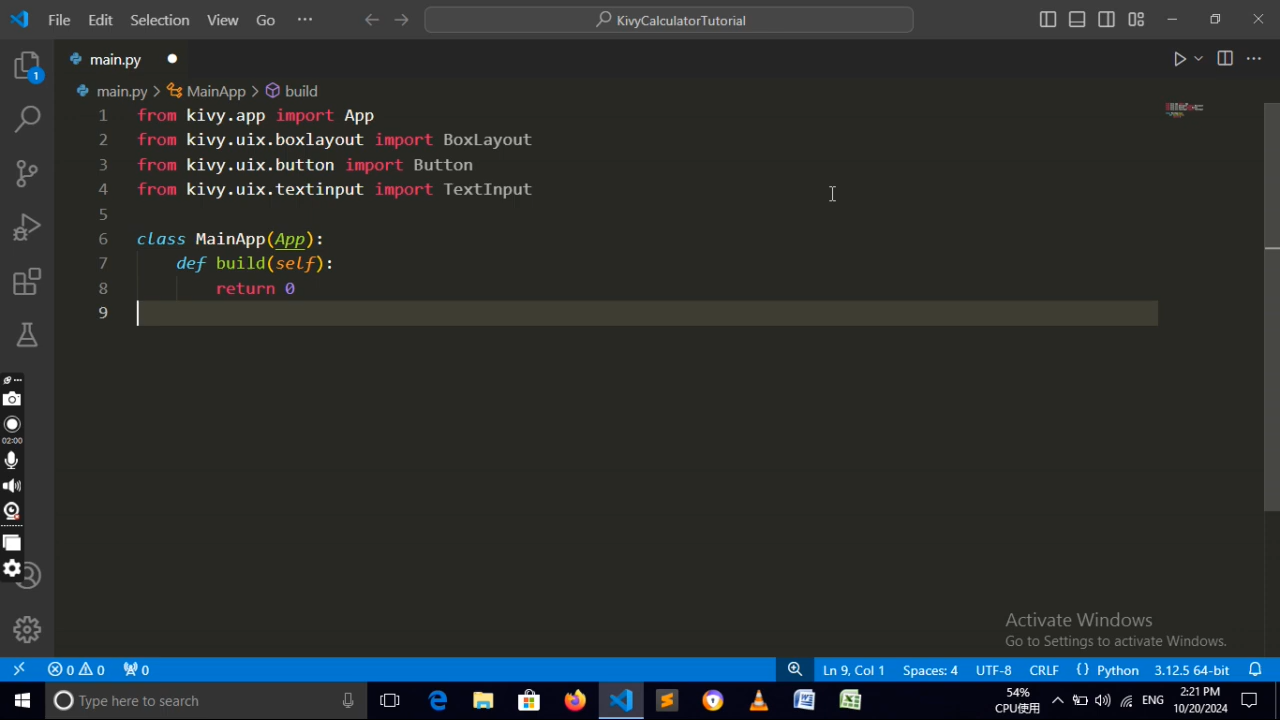 File Edit Selection View Go ··· KivyCalculatorTutorial
1
main.py
main.py > MainApp > build
1 from kivy.app import App
2 from kivy.uix.boxlayout import BoxLayout
3 from kivy.uix.button import Button
4 from kivy.uix.textinput import TextInput
5
6 class MainApp(App):
7 def build(self):
8 return 0
9
02:00
Activate Windows
Go to Settings to activate Windows.
0 0 0 Ln 9, Col 1 Spaces: 4 UTF-8 CRLF {} Python 3.12.5 64-bit
Type here to search
54%
CPU使用
ENG
2:21 PM
10/20/2024